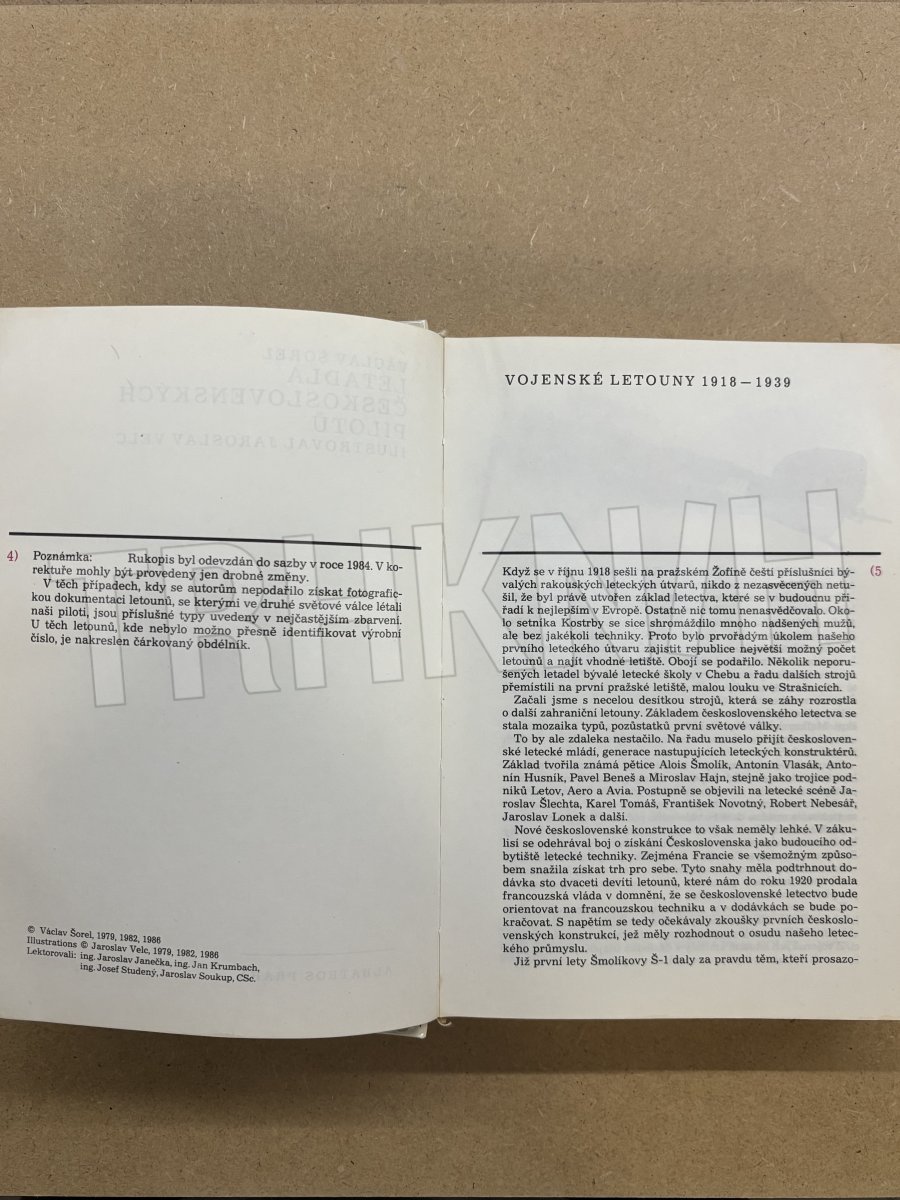 VÁCLAV ŠOREL
LETADLA
ČESKOSLOVENSKÝCH
PILOTŮ
ILUSTROVAL JAROSLAV VELC
4) Poznámka: Rukopis byl odevzdán do sazby v roce 1984. V ko-
rektuře mohly být provedeny jen drobné změny.
V těch případech, kdy se autorům nepodařilo získat fotografic-
kou dokumentaci letounů, se kterými ve druhé světové válce létali
naši piloti, jsou příslušné typy uvedeny v nejčastějším zbarvení.
U těch letounů, kde nebylo možno přesně identifikovat výrobní
číslo, je nakreslen čárkovaný obdélník.
© Václav Šorel, 1979, 1982, 1986
Illustrations © Jaroslav Velc, 1979, 1982, 1986
Lektorovali: ing. Jaroslav Janečka, ing. Jan Krumbach,
ing. Josef Studený, Jaroslav Soukup, CSc.
ALBATROS
VOJENSKÉ LETOUNY 1918 — 1939
Když se v říjnu 1918 sešli na pražském Žofíně čeští příslušníci bý- (5
valých rakouských leteckých útvarů, nikdo z nezasvěcených netu-
šil, že byl právě utvořen základ letectva, které se v budoucnu při-
řadí k nejlepším v Evropě. Ostatně nic tomu nenasvědčovalo. Oko-
lo setníka Kostrby se sice shromáždilo mnoho nadšených mužů,
ale bez jakékoli techniky. Proto bylo prvořadým úkolem našeho
prvního leteckého útvaru zajistit republice největší možný počet
letounů a najít vhodné letiště. Obojí se podařilo. Několik neporu-
šených letadel bývalé letecké školy v Chebu a řadu dalších strojů
přemístili na první pražské letiště, malou louku ve Strašnicích.
Začali jsme s necelou desítkou strojů, která se záhy rozrostla
o další zahraniční letouny. Základem československého letectva se
stala mozaika typů, pozůstatků první světové války.
To by ale zdaleka nestačilo. Na řadu muselo přijít českosloven-
ské letecké mládí, generace nastupujících leteckých konstruktérů.
Základ tvořila známá pětice Alois Šmolík, Antonín Vlasák, Anto-
nín Husník, Pavel Beneš a Miroslav Hajn, stejně jako trojice pod-
niků Letov, Aero a Avia. Postupně se objevili na letecké scéně Ja-
roslav Šlechta, Karel Tomáš, František Novotný, Robert Nebesář,
Jaroslav Lonek a další.
Nové československé konstrukce to však neměly lehké. V záku-
lisí se odehrával boj o získání Československa jako budoucího od-
bytiště letecké techniky. Zejména Francie se všemožným způso-
bem snažila získat trh pro sebe. Tyto snahy měla podtrhnout do-
dávka sto dvaceti devíti letounů, které nám do roku 1920 prodala
francouzská vláda v domnění, že se československé letectvo bude
orientovat na francouzskou techniku a v dodávkách se bude po-
kračovat. S napětím se tedy očekávaly zkoušky prvních českoslo-
venských konstrukcí, jež měly rozhodnout o osudu našeho letec-
kého průmyslu.
Již první lety Šmolíkovy Š-1 daly za pravdu těm, kteří prosazo-
TRHKNIH